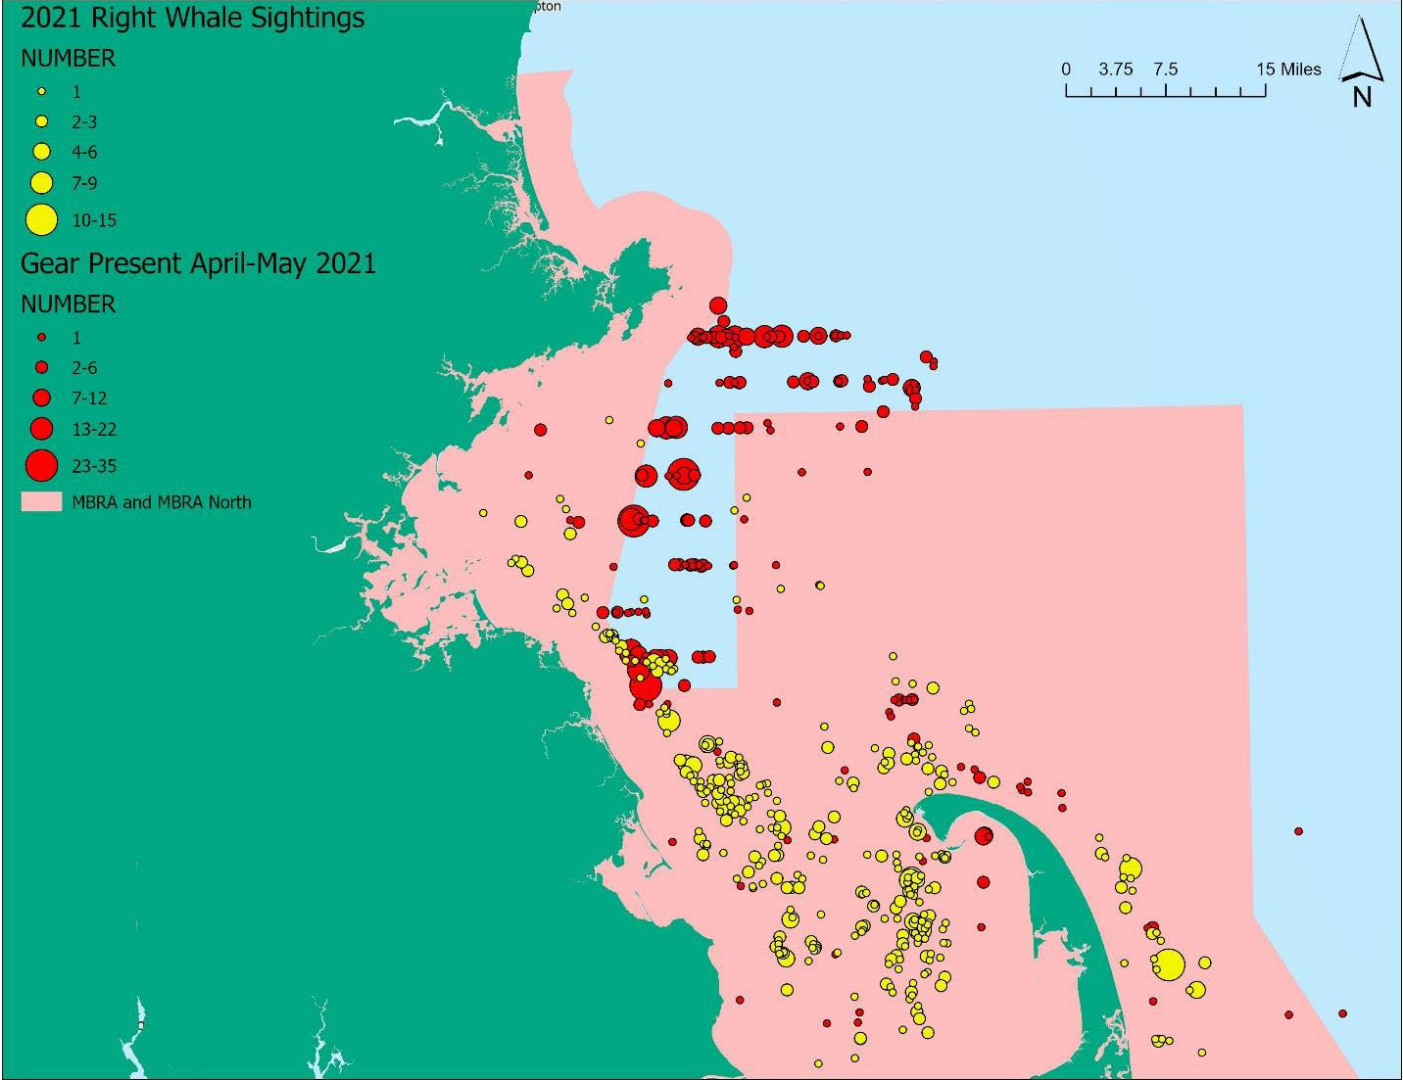 pton
2021 Right Whale Sightings
NUMBER
1
2-3
4-6
7-9
10-15
Gear Present April-May 2021
NUMBER
1
2-6
7-12
13-22
23-35
MBRA and MBRA North
0 3.75 7.5 15 Miles
N